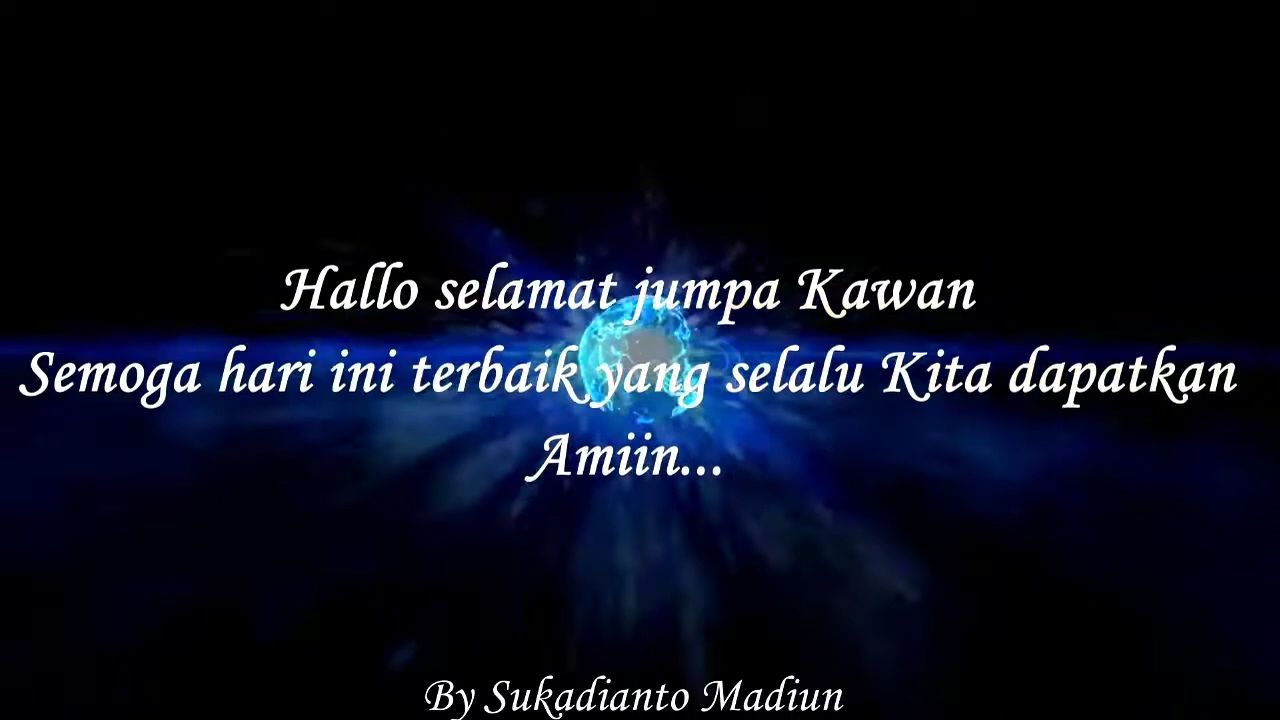 Hallo selamat jumpa Kawan
Semoga hari ini terbaik yang selalu Kita dapatkan
Amiin...
By Sukadianto Madiun